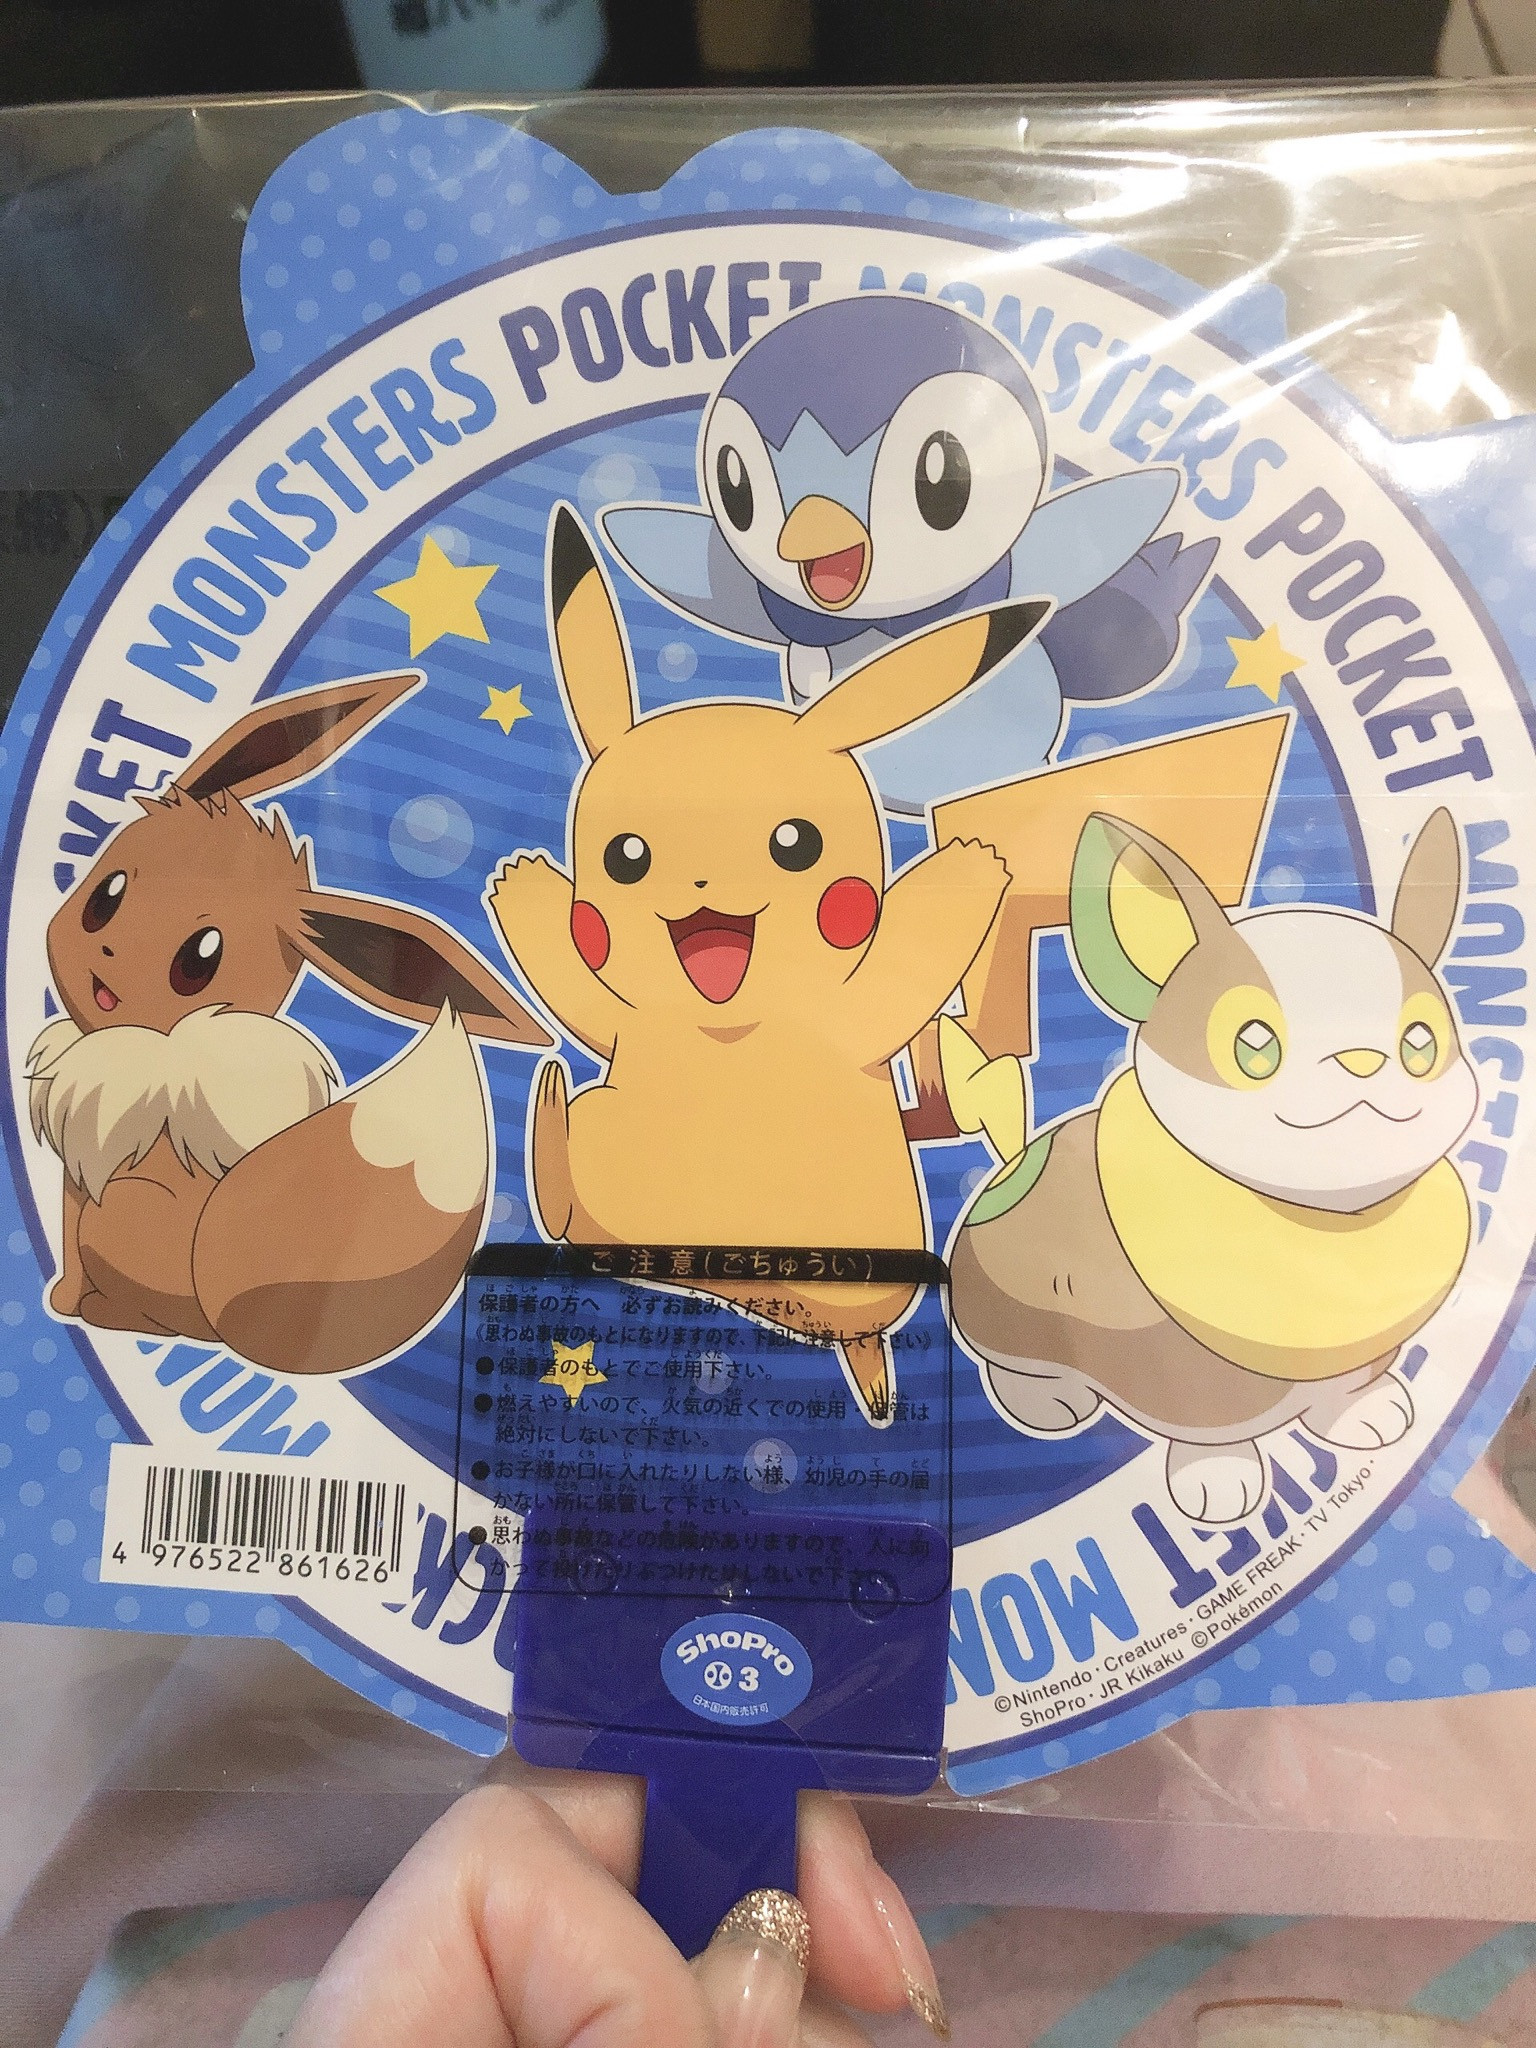 MONSTERS POCKET MONSTERS POCKET
ご注意(ごちゅうい)
保護者の方へ 必ずお読みください。
《思わぬ事故のもとになりますので、下記に注意して下さい》
●保護者のもとでご使用下さい。
●燃えやすいので、火気の近くでの使用・保管は
絶対にしないで下さい。
●お子様が口に入れたりしない様、幼児の手の届
かない所に保管して下さい。
●思わぬ事故などの危険がありますので、人に向
かって投げたりぶつけたりしないで下さい。
4 976522 861626
ShoPro
3
日本国内販売許可
©Nintendo・Creatures・GAME FREAK・TV Tokyo・
ShoPro・JR Kikaku ©Pokémon